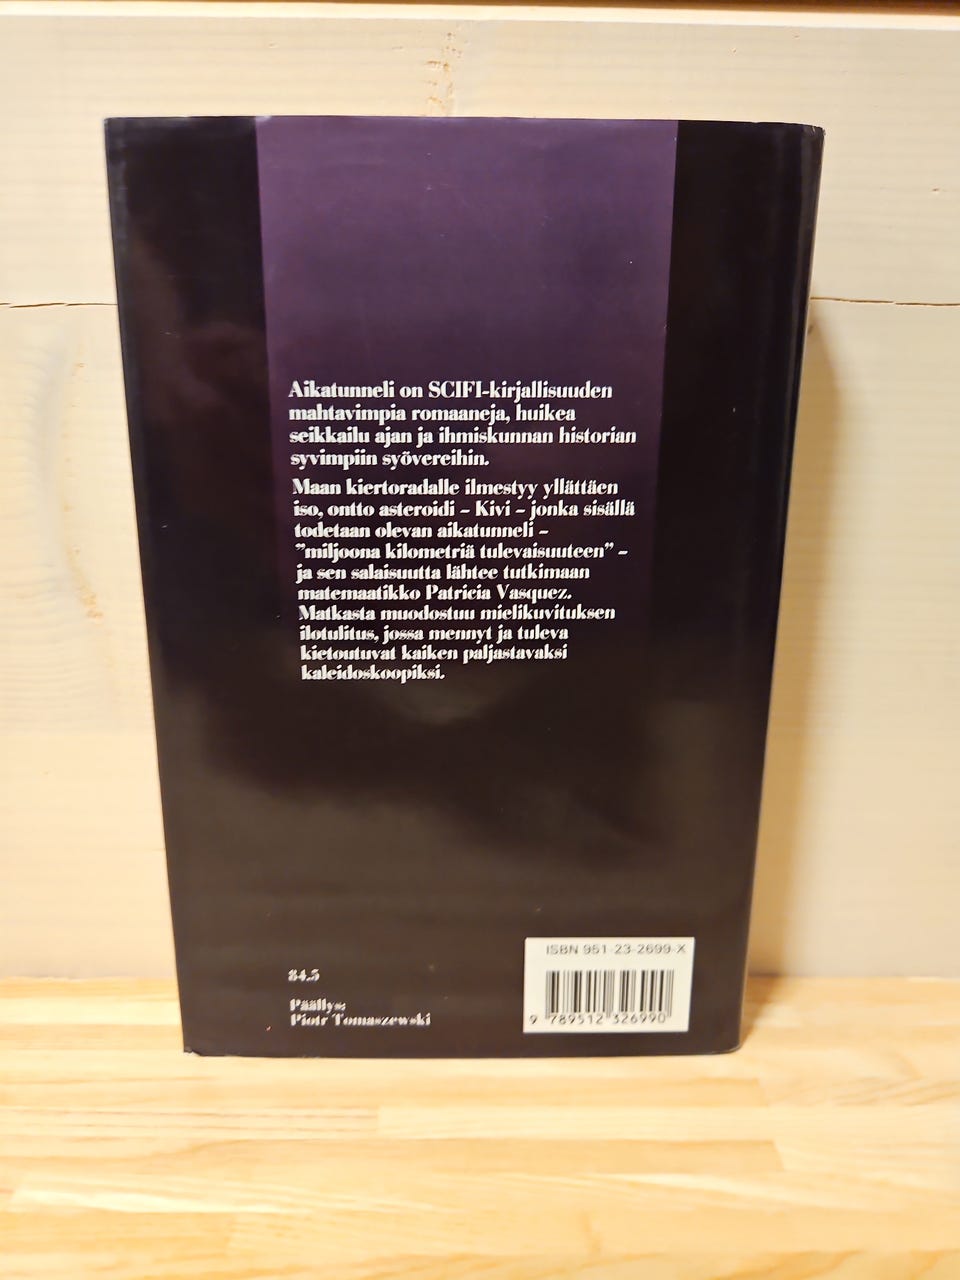 Aikatunneli on SCIFI-kirjallisuuden
mahtavimpia romaaneja, huikea
seikkailu ajan ja ihmiskunnan historian
syvimpiin syövereihin.
Maan kiertoradalle ilmestyy yllättäen
iso, ontto asteroidi – Kivi – jonka sisällä
todetaan olevan aikatunneli –
”miljoona kilometriä tulevaisuuteen” –
ja sen salaisuutta lähtee tutkimaan
matemaatikko Patricia Vasquez.
Matkasta muodostuu mielikuvituksen
ilotulitus, jossa mennyt ja tuleva
kietoutuvat kaiken paljastavaksi
kaleidoskoopiksi.
ISBN 951-23-2699-X
9 789512 326990
84.5
Päällys:
Piotr Tomaszewski